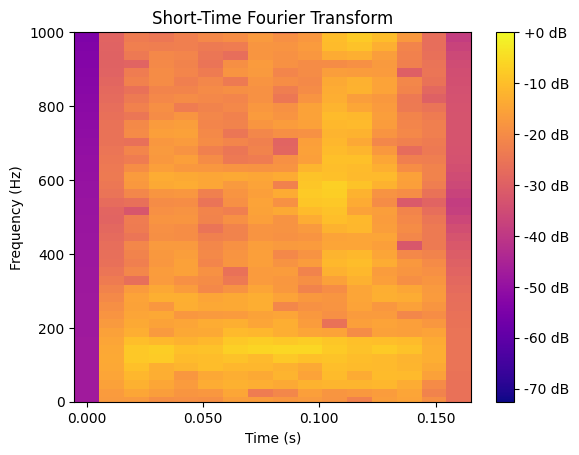 Short-Time Fourier Transform
1000
800
600
400
200
0
Frequency (Hz)
0.000
0.050
0.100
0.150
Time (s)
+0 dB
-10 dB
-20 dB
-30 dB
-40 dB
-50 dB
-60 dB
-70 dB